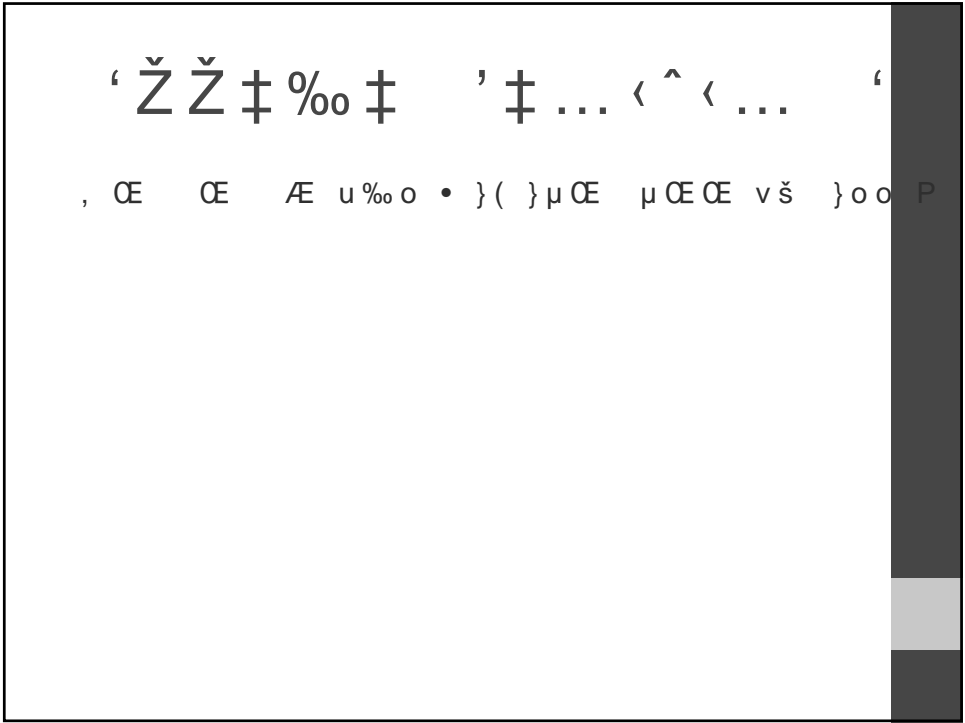 ‘ŽŽ‡‰‡ ’‡…‹ˆ‹… ‘
, Œ Œ Æ u‰o • }( }µŒ µŒŒ vš }oo P